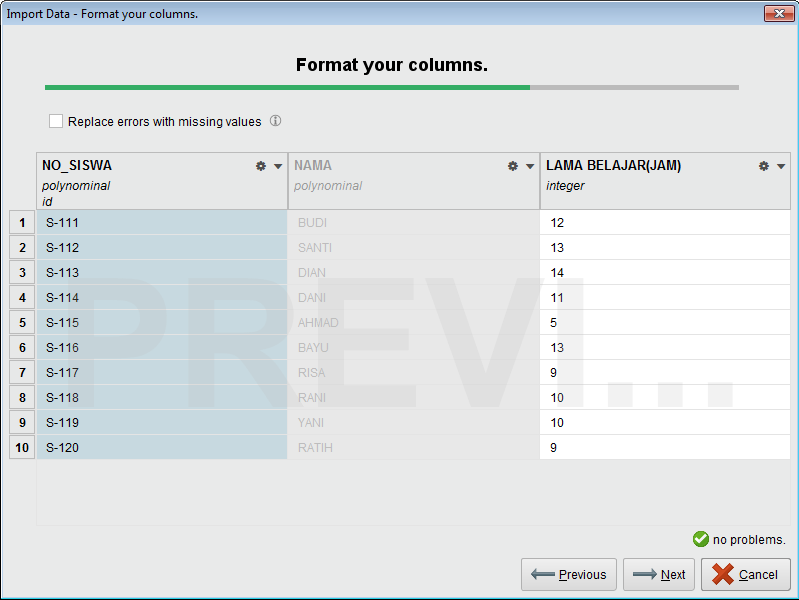 Import Data - Format your columns.
Format your columns.
Replace errors with missing values
NO_SISWA NAMA LAMA BELAJAR(JAM)
polynominal polynominal integer
id
1 S-111 BUDI 12
2 S-112 SANTI 13
3 S-113 DIAN 14
4 S-114 DANI 11
5 S-115 AHMAD 5
6 S-116 BAYU 13
7 S-117 RISA 9
8 S-118 RANI 10
9 S-119 YANI 10
10 S-120 RATIH 9
PREVI...
no problems.
Previous Next Cancel